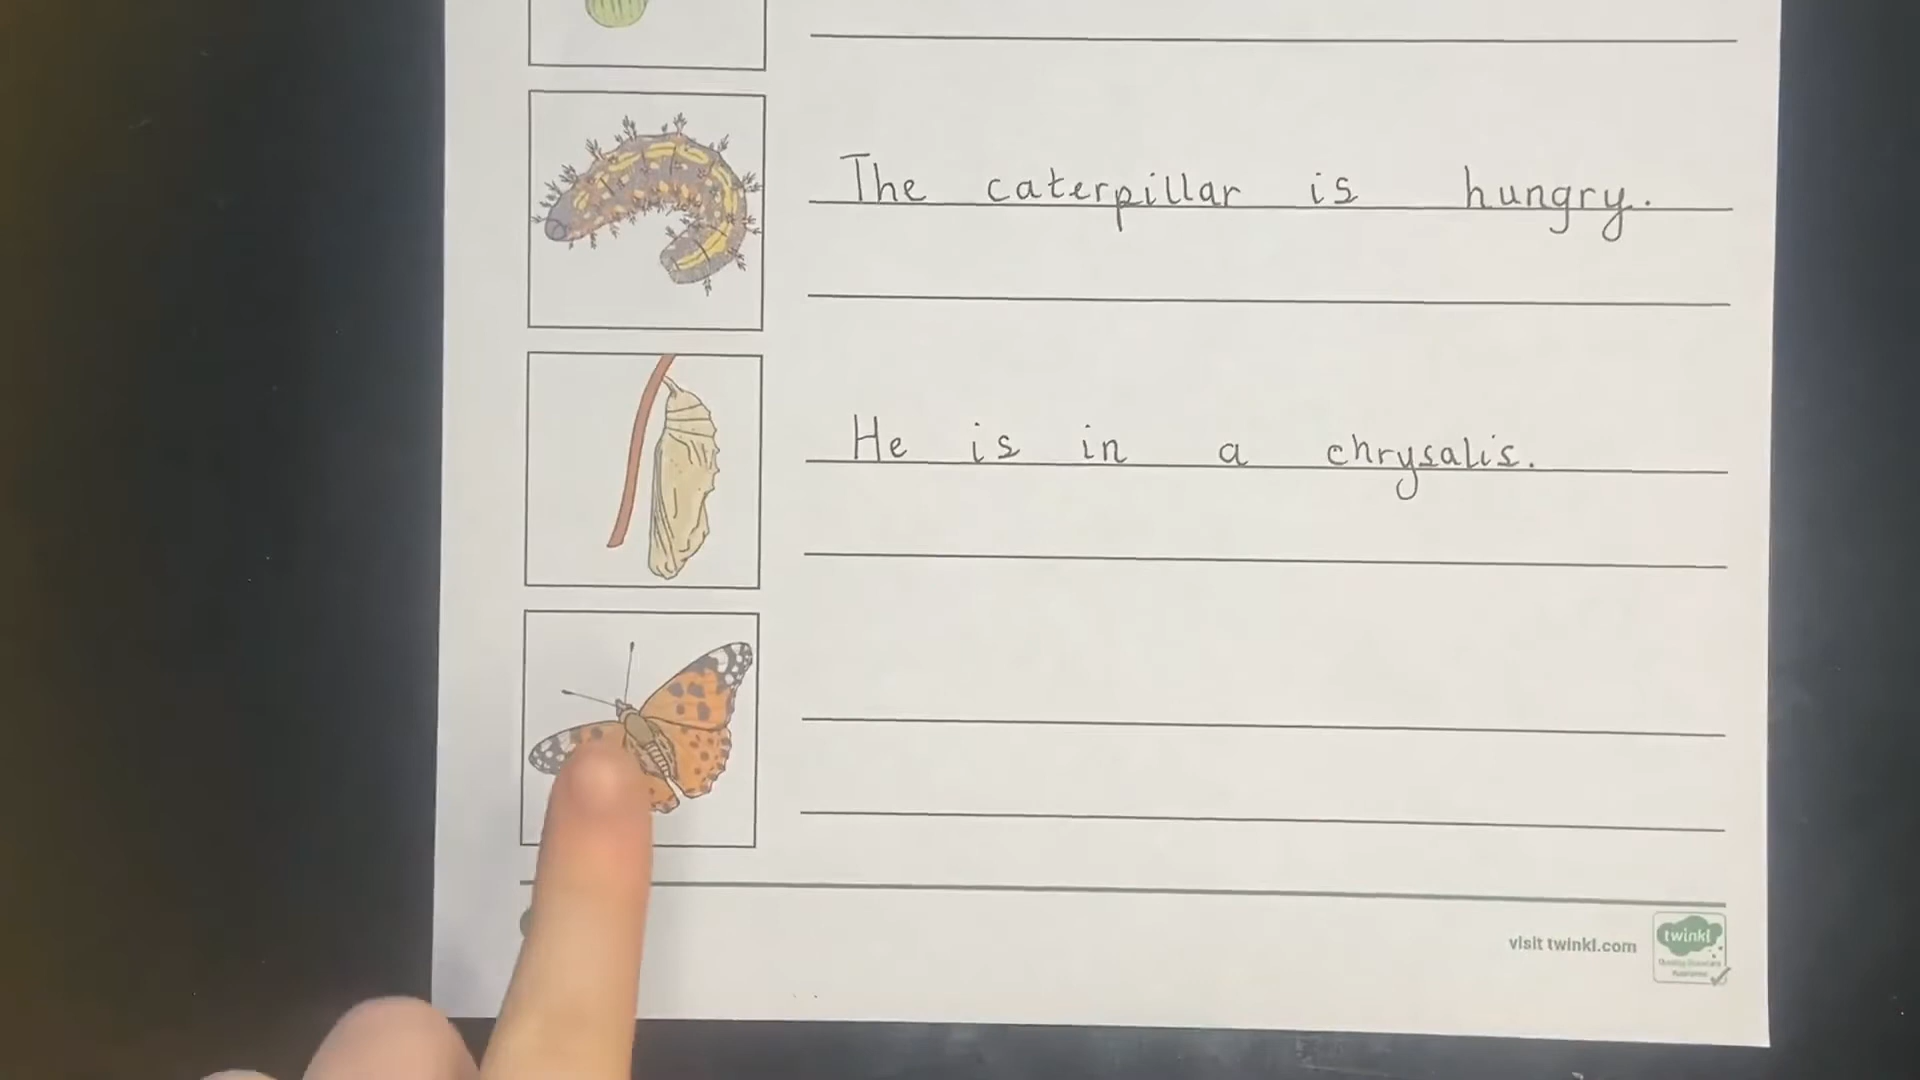 The caterpillar is hungry.
He is in a chrysalis.
visit twinkl.com
twinkl